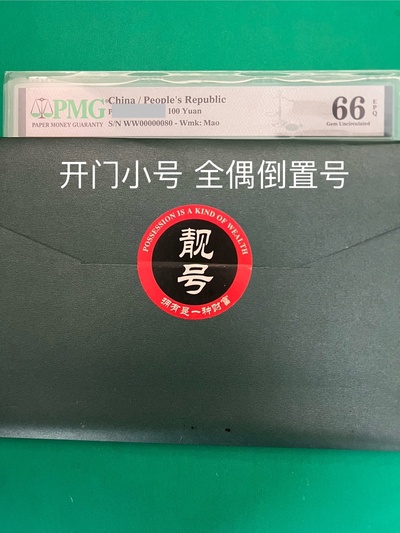 PMG
PAPER MONEY GUARANTY
China / People's Republic
100 Yuan
S/N WW00000080 - Wmk: Mao
66
EPQ
Gem Uncirculated
开门小号 全偶倒置号
POSSESSION IS A KIND OF WEALTH
靓号
拥有是一种财富